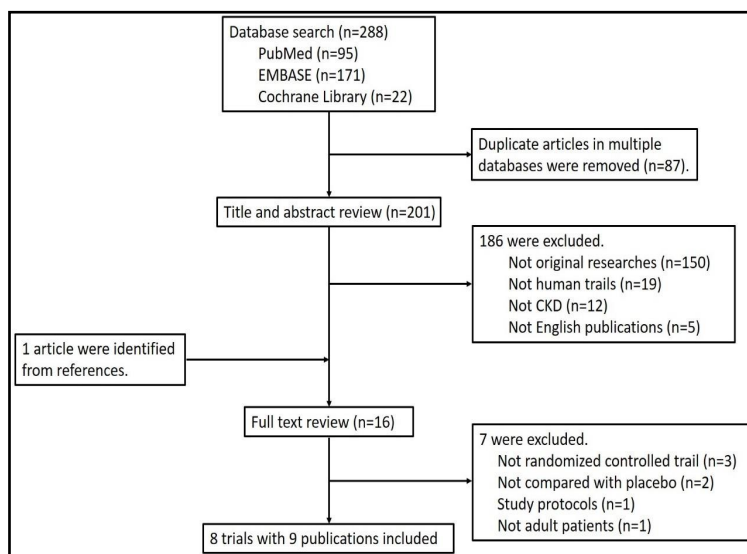 Database search (n=288)
PubMed (n=95)
EMBASE (n=171)
Cochrane Library (n=22)
Duplicate articles in multiple
databases were removed (n=87).
Title and abstract review (n=201)
186 were excluded.
Not original researches (n=150)
Not human trails (n=19)
Not CKD (n=12)
Not English publications (n=5)
1 article were identified
from references.
Full text review (n=16)
7 were excluded.
Not randomized controlled trail (n=3)
Not compared with placebo (n=2)
Study protocols (n=1)
Not adult patients (n=1)
8 trials with 9 publications included